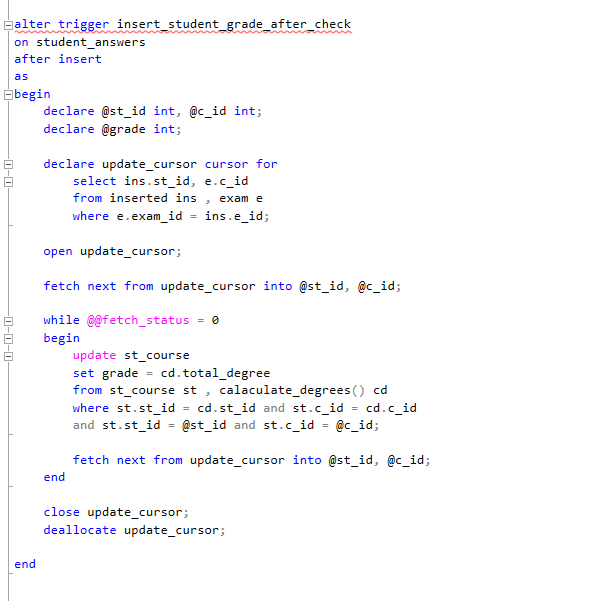 alter trigger insert_student_grade_after_check
on student_answers
after insert
as
begin
declare @st_id int, @c_id int;
declare @grade int;
declare update_cursor cursor for
select ins.st_id, e.c_id
from inserted ins , exam e
where e.exam_id = ins.e_id;
open update_cursor;
fetch next from update_cursor into @st_id, @c_id;
while @@fetch_status = 0
begin
update st_course
set grade = cd.total_degree
from st_course st , calaculate_degrees() cd
where st.st_id = cd.st_id and st.c_id = cd.c_id
and st.st_id = @st_id and st.c_id = @c_id;
fetch next from update_cursor into @st_id, @c_id;
end
close update_cursor;
deallocate update_cursor;
end